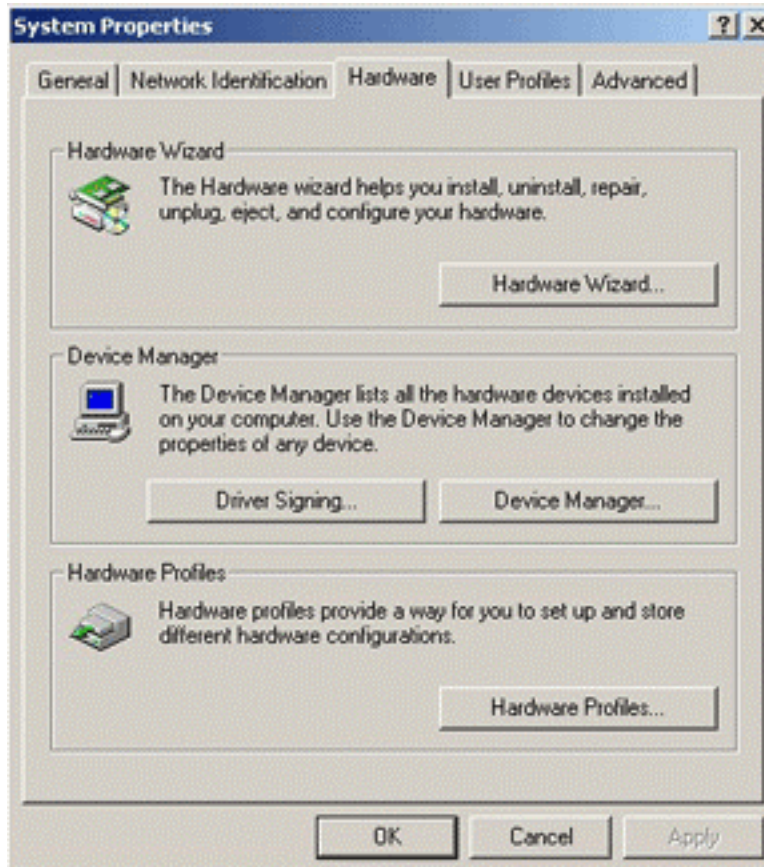 System Properties
General Network Identification Hardware User Profiles Advanced
Hardware Wizard
The Hardware wizard helps you install, uninstall, repair,
unplug, eject, and configure your hardware.
Hardware Wizard...
Device Manager
The Device Manager lists all the hardware devices installed
on your computer. Use the Device Manager to change the
properties of any device.
Driver Signing... Device Manager...
Hardware Profiles
Hardware profiles provide a way for you to set up and store
different hardware configurations.
Hardware Profiles...
OK Cancel Apply